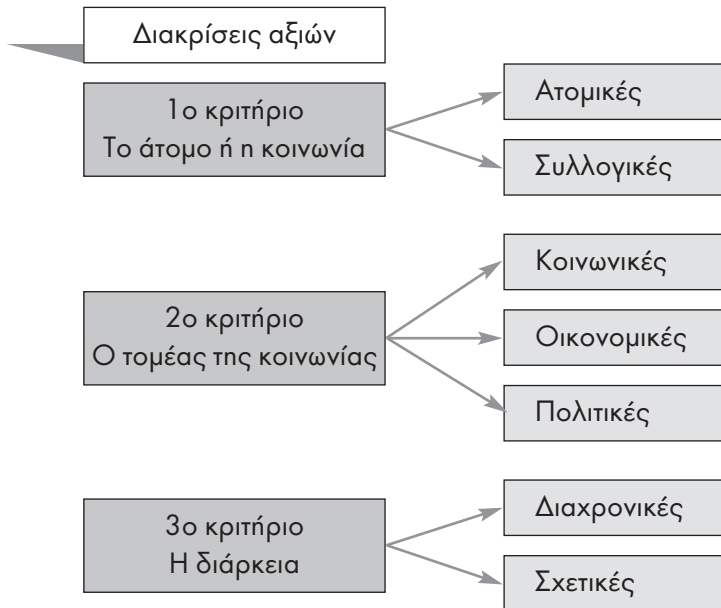 Διακρίσεις αξιών
1ο κριτήριο
Το άτομο ή η κοινωνία
Ατομικές
Συλλογικές
2ο κριτήριο
Ο τομέας της κοινωνίας
Κοινωνικές
Οικονομικές
Πολιτικές
3ο κριτήριο
Η διάρκεια
Διαχρονικές
Σχετικές